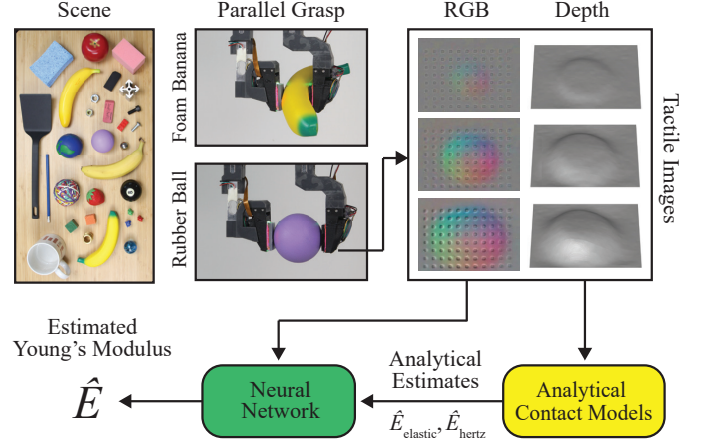 Scene
Parallel Grasp
RGB
Depth
Foam Banana
Rubber Ball
Tactile Images
Estimated
Young's Modulus
Ê
Neural
Network
Analytical
Estimates
Ê_elastic, Ê_hertz
Analytical
Contact Models